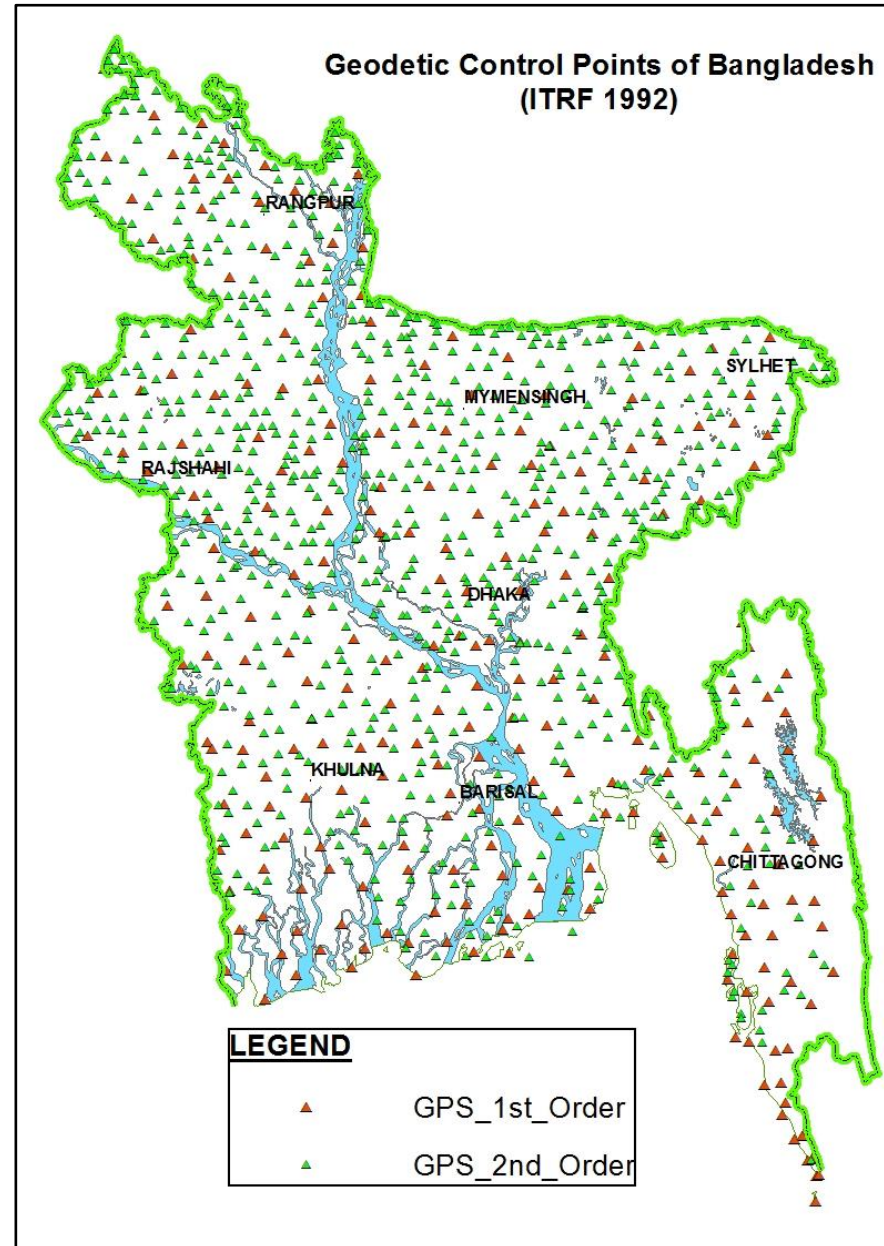 Geodetic Control Points of Bangladesh
(ITRF 1992)
RANGPUR
SYLHET
MYMENSINGH
RAJSHAHI
DHAKA
KHULNA
BARISAL
CHITTAGONG
LEGEND
GPS_1st_Order
GPS_2nd_Order